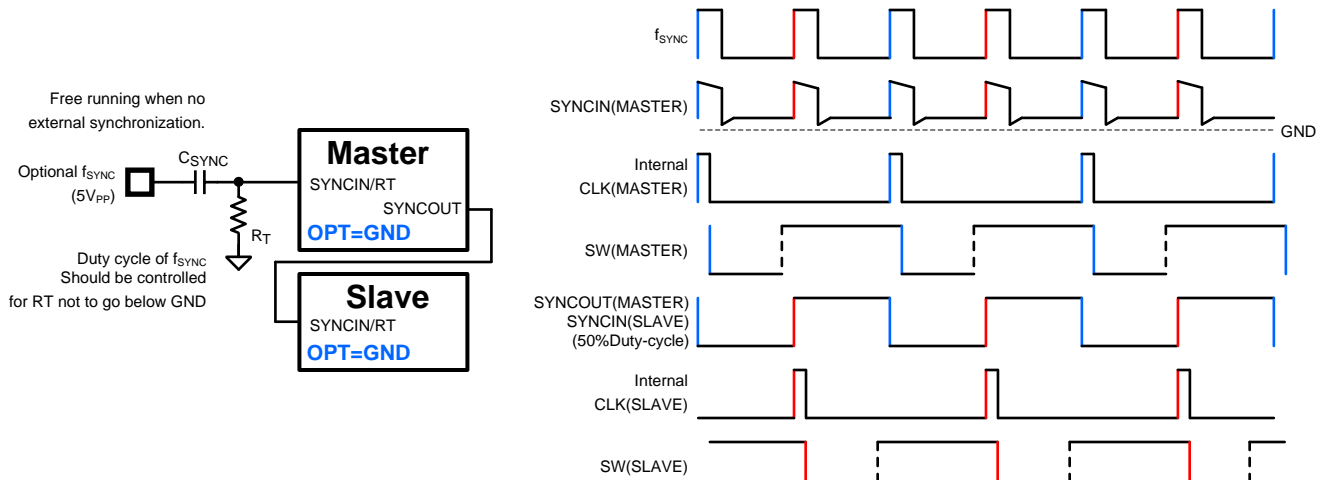 Free running when no
external synchronization.
Optional fSYNC
(5VPP)
CSYNC
RT
Duty cycle of fSYNC
Should be controlled
for RT not to go below GND
Master
SYNCIN/RT
SYNCOUT
OPT=GND
Slave
SYNCIN/RT
OPT=GND
fSYNC
SYNCIN(MASTER)
GND
Internal
CLK(MASTER)
SW(MASTER)
SYNCOUT(MASTER)
SYNCIN(SLAVE)
(50%Duty-cycle)
Internal
CLK(SLAVE)
SW(SLAVE)